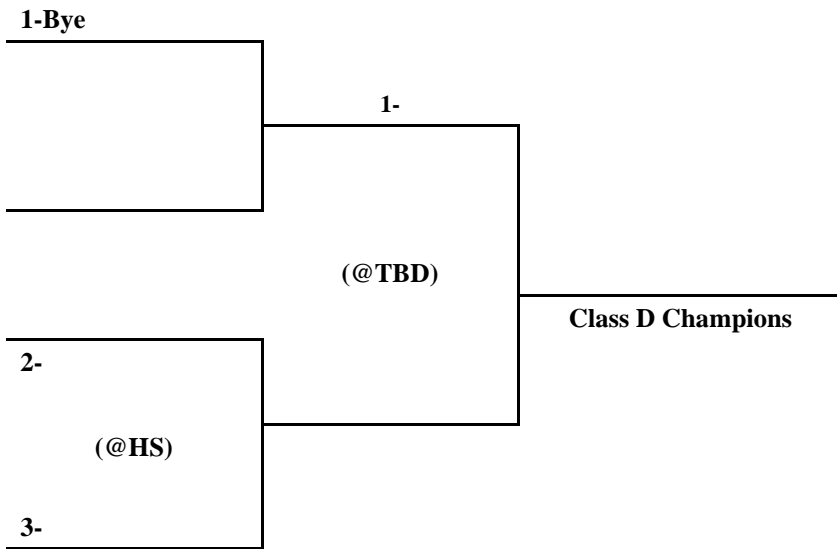 1-Bye
1-
(@TBD)
Class D Champions
2-
(@HS)
3-